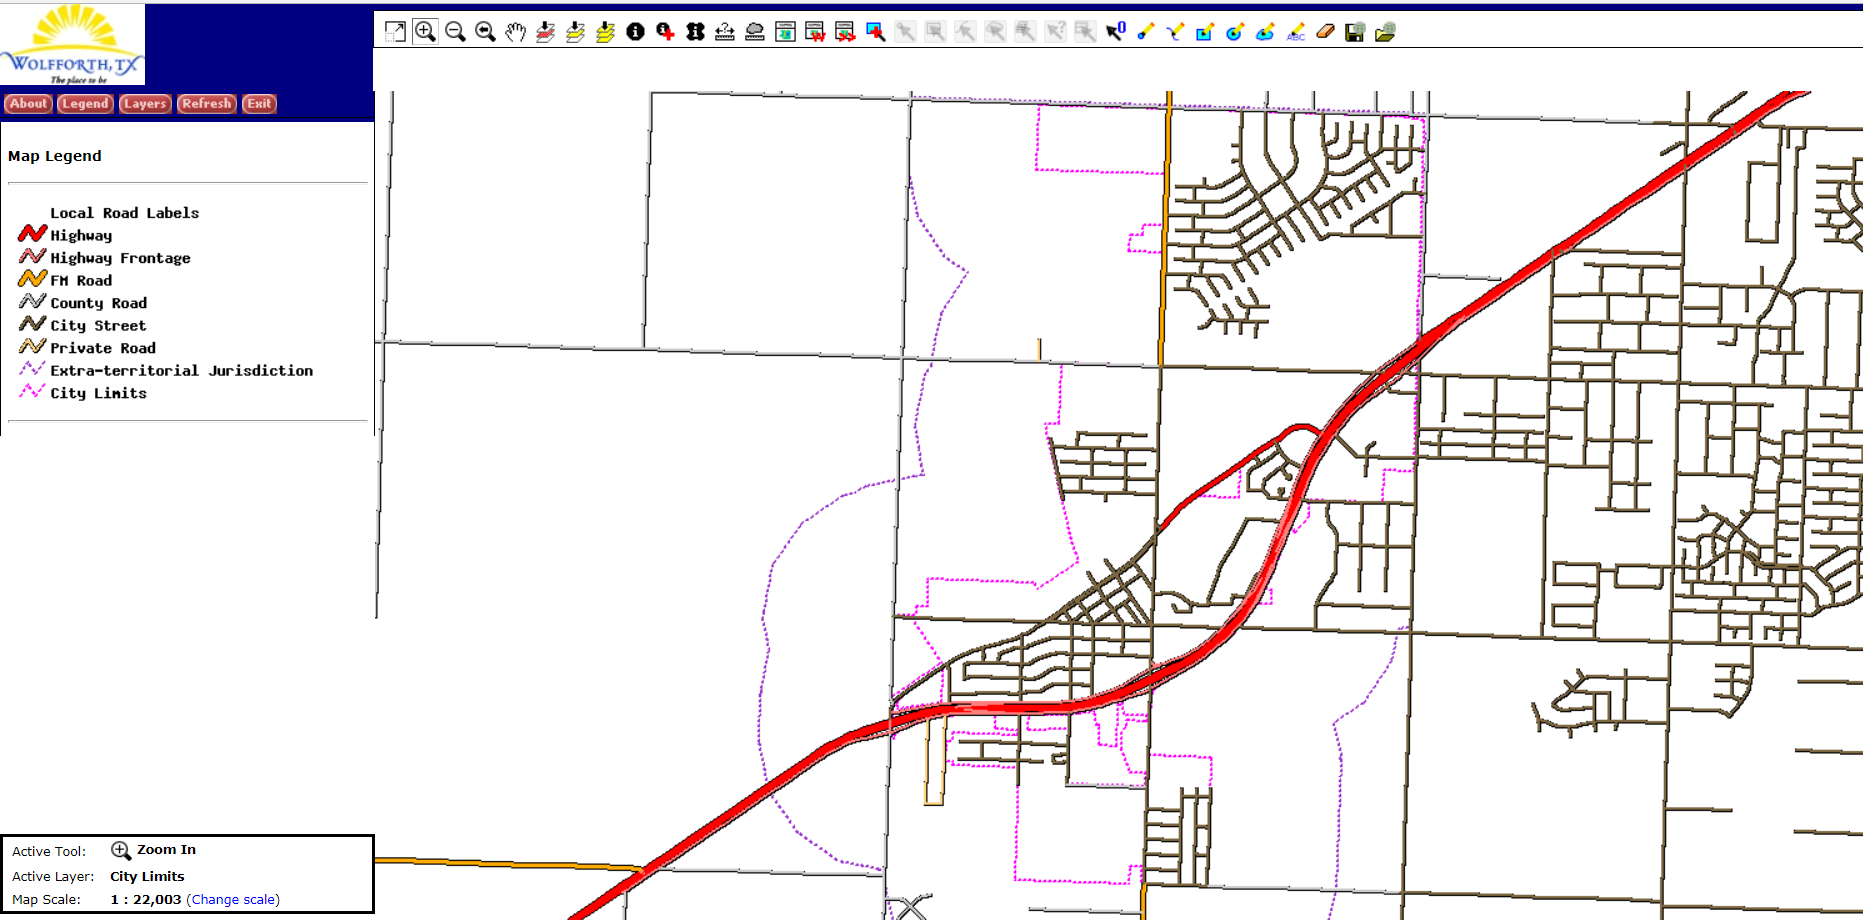 WOLFFORTH, TX
The place to be
About Legend Layers Refresh Exit
Map Legend
Local Road Labels
Highway
Highway Frontage
FM Road
County Road
City Street
Private Road
Extra-territorial Jurisdiction
City Limits
Active Tool: Zoom In
Active Layer: City Limits
Map Scale: 1 : 22,003 (Change scale)
0
ABC